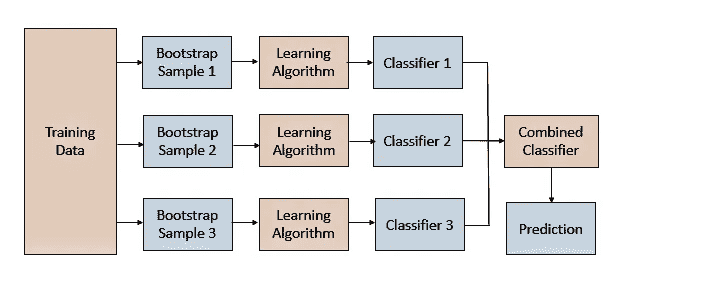 Training
Data
Bootstrap
Sample 1
Learning
Algorithm
Classifier 1
Bootstrap
Sample 2
Learning
Algorithm
Classifier 2
Bootstrap
Sample 3
Learning
Algorithm
Classifier 3
Combined
Classifier
Prediction